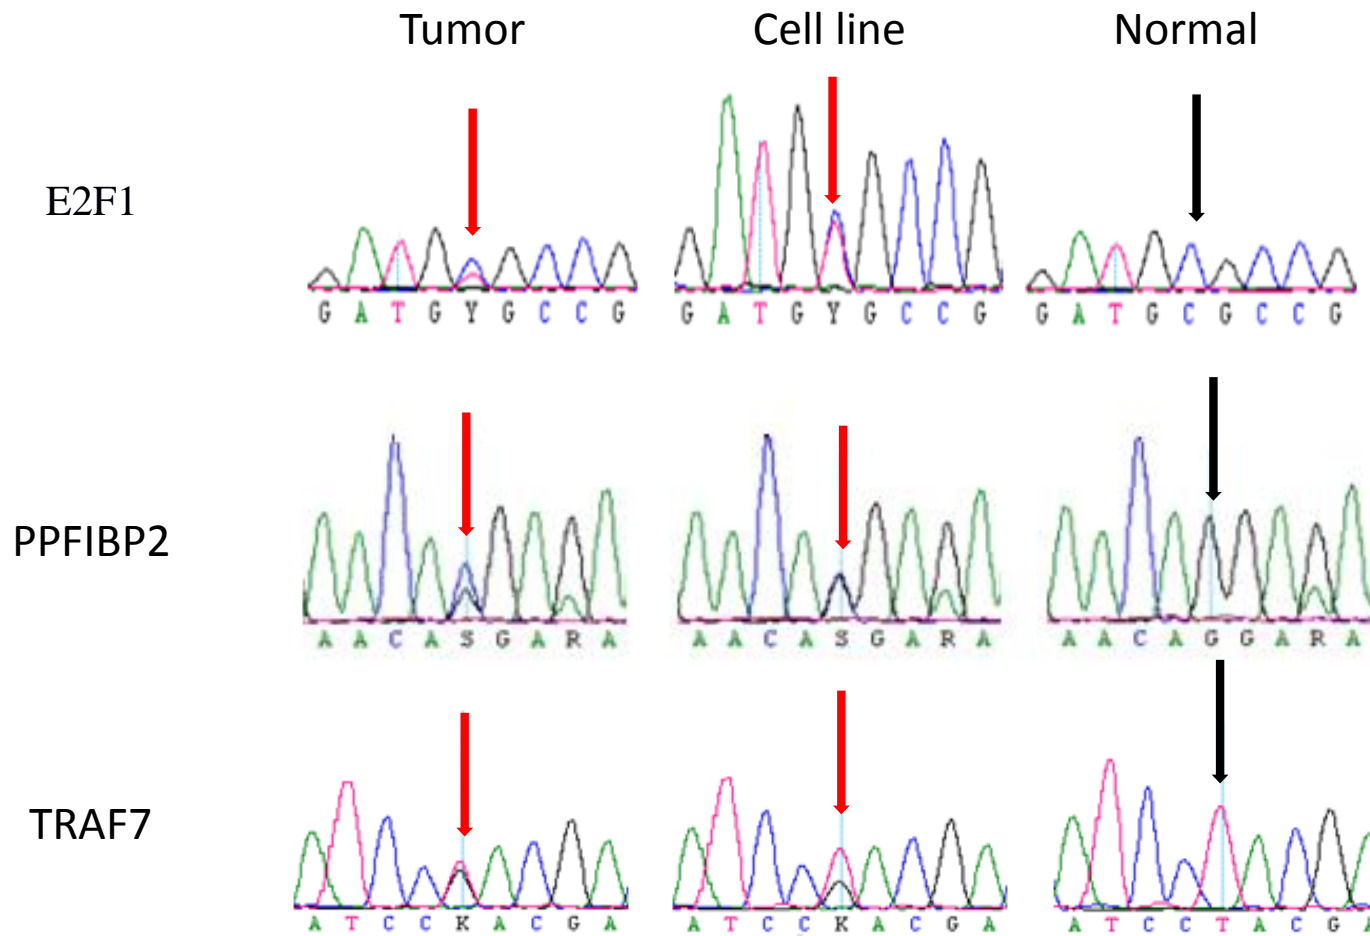 Tumor Cell line Normal
E2F1
G A T G Y G C C G G A T G Y G C C G G A T G C G C C G
PPFIBP2
A A C A S G A R A A A C A S G A R A A A C A G G A R A
TRAF7
A T C C K A C G A A T C C K A C G A A T C C T A C G A